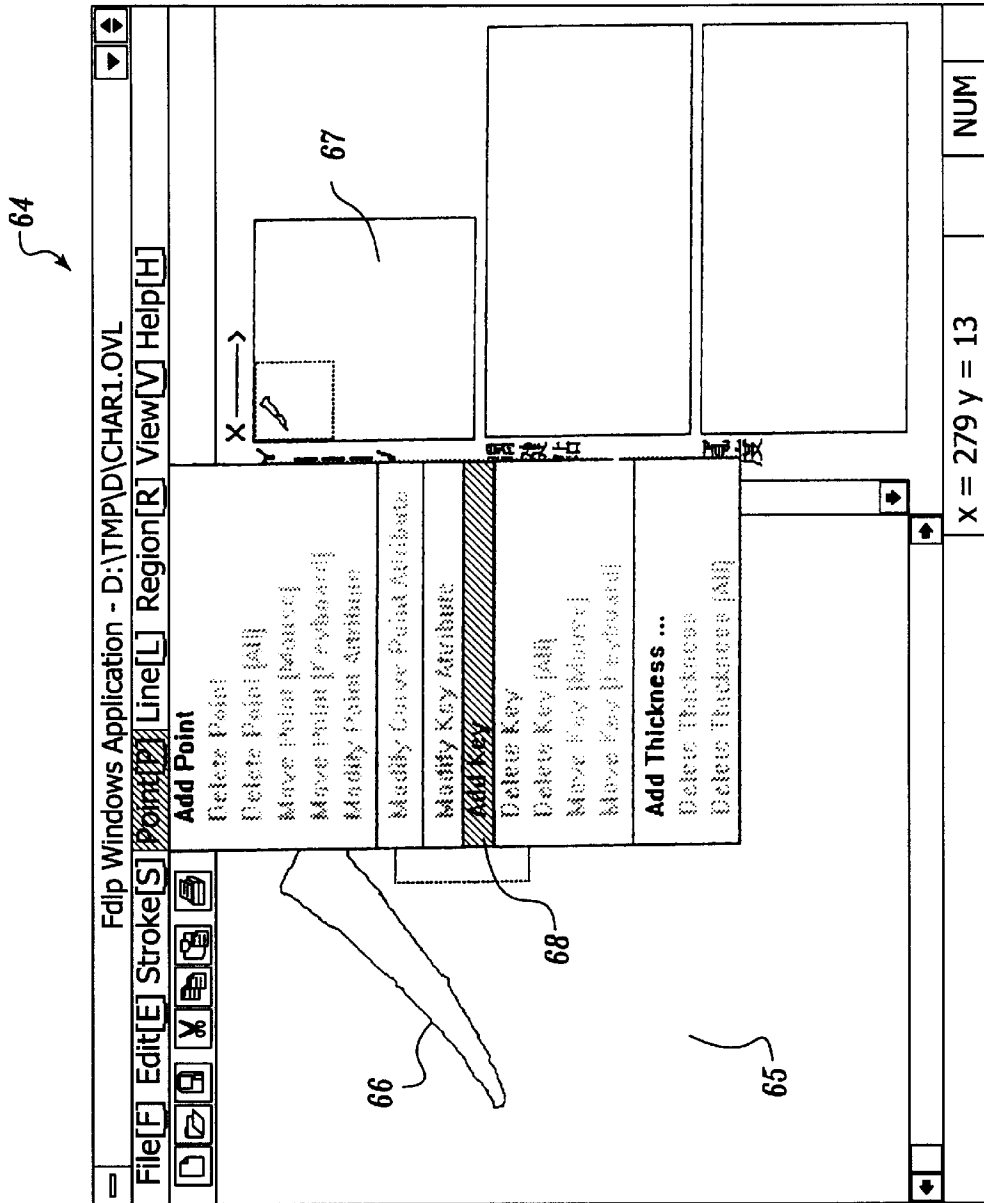 64
Fdlp Windows Application - D:\TMP\D\CHAR1.OVL
File[F] Edit[E] Stroke[S] Point[P] Line[L] Region[R] View[V] Help[H]
Add Point
Delete Point
Delete Point [All]
Move Point [Mouse]
Move Point [Keyboard]
Modify Point Attribute
Modify Curve Point Attribute
Modify Key Attribute
Add Key
Delete Key
Delete Key [All]
Move Key [Mouse]
Move Key [Keyboard]
Add Thickness ...
Delete Thickness
Delete Thickness [All]
X --->
67
66
68
65
x = 279 y = 13
NUM